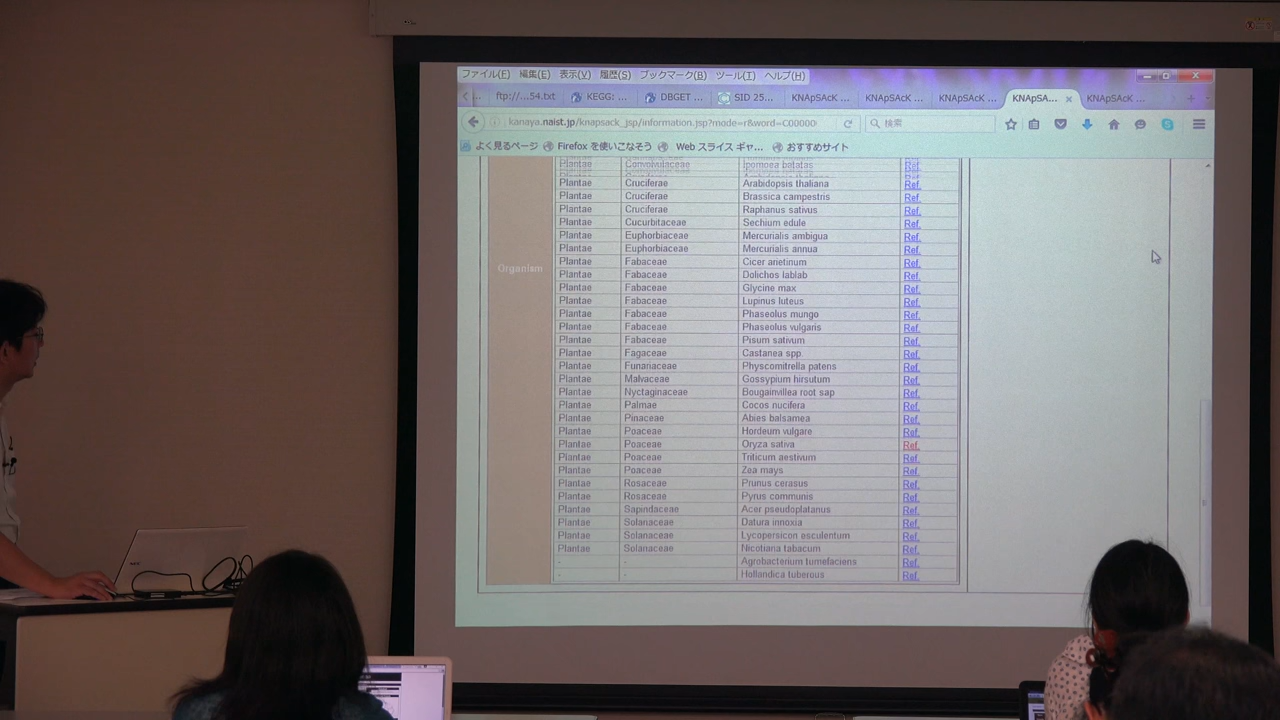 ファイル(F) 編集(E) 表示(V) 履歴(S) ブックマーク(B) ツール(T) ヘルプ(H)
ftp://...54.txt KEGG: ... DBGET ... SID 25... KNApSAcK ... KNApSAcK ... KNApSAcK ... KNApSA... KNApSAcK ...
kanaya.naist.jp/knapsack_jsp/information.jsp?mode=r&word=C00000 検索
よく見るページ Firefox を使いこなそう Web スライス ギャ... おすすめサイト
Plantae Convolvulaceae Ipomoea batatas Ref.
Plantae Cruciferae Arabidopsis thaliana Ref.
Plantae Cruciferae Brassica campestris Ref.
Plantae Cruciferae Raphanus sativus Ref.
Plantae Cucurbitaceae Sechium edule Ref.
Plantae Euphorbiaceae Mercurialis ambigua Ref.
Plantae Euphorbiaceae Mercurialis annua Ref.
Plantae Fabaceae Cicer arietinum Ref.
Organism
Plantae Fabaceae Dolichos lablab Ref.
Plantae Fabaceae Glycine max Ref.
Plantae Fabaceae Lupinus luteus Ref.
Plantae Fabaceae Phaseolus mungo Ref.
Plantae Fabaceae Phaseolus vulgaris Ref.
Plantae Fabaceae Pisum sativum Ref.
Plantae Fagaceae Castanea spp. Ref.
Plantae Funariaceae Physcomitrella patens Ref.
Plantae Malvaceae Gossypium hirsutum Ref.
Plantae Nyctaginaceae Bougainvillea root sap Ref.
Plantae Palmae Cocos nucifera Ref.
Plantae Pinaceae Abies balsamea Ref.
Plantae Poaceae Hordeum vulgare Ref.
Plantae Poaceae Oryza sativa Ref.
Plantae Poaceae Triticum aestivum Ref.
Plantae Poaceae Zea mays Ref.
Plantae Rosaceae Prunus cerasus Ref.
Plantae Rosaceae Pyrus communis Ref.
Plantae Sapindaceae Acer pseudoplatanus Ref.
Plantae Solanaceae Datura innoxia Ref.
Plantae Solanaceae Lycopersicon esculentum Ref.
Plantae Solanaceae Nicotiana tabacum Ref.
- - Agrobacterium tumefaciens Ref.
- - Hollandica tuberous Ref.